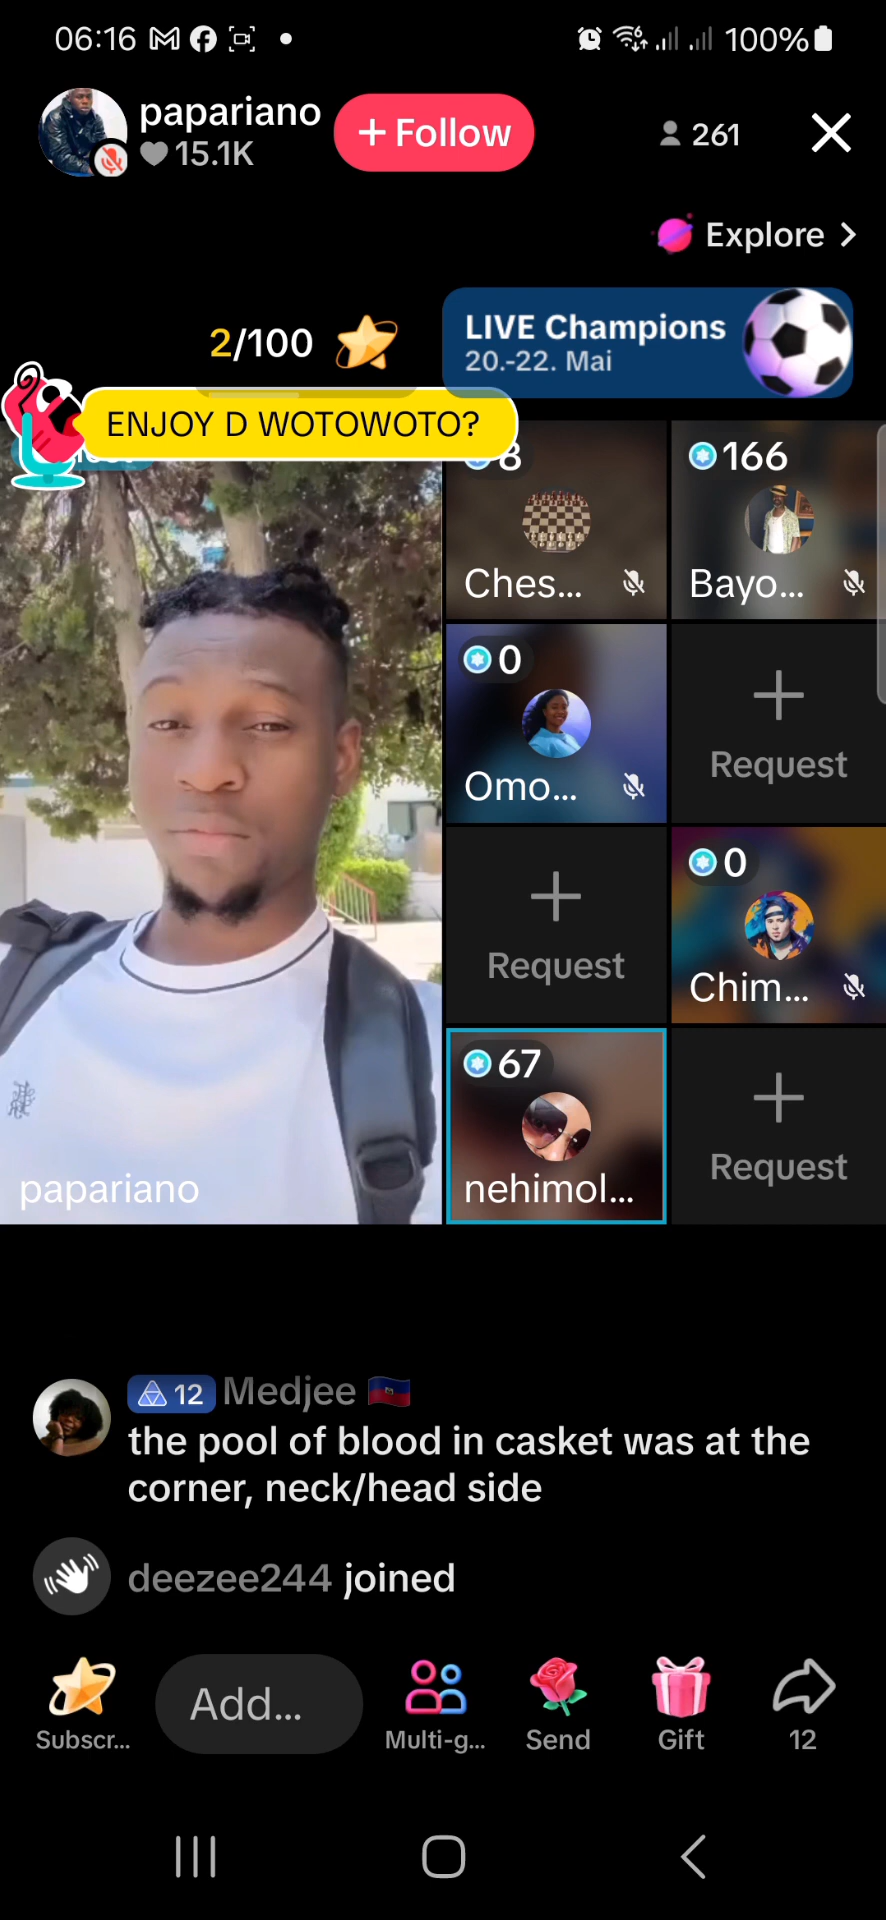 06:16
100%
papariano
15.1K
+ Follow
261
Explore >
2/100
LIVE Champions
20.-22. Mai
ENJOY D WOTOWOTO?
8
166
Ches...
Bayo...
0
Omo...
Request
0
Request
Chim...
67
nehimol...
Request
papariano
12 Medjee
the pool of blood in casket was at the
corner, neck/head side
deezee244 joined
Add...
Subscr...
Multi-g...
Send
Gift
12